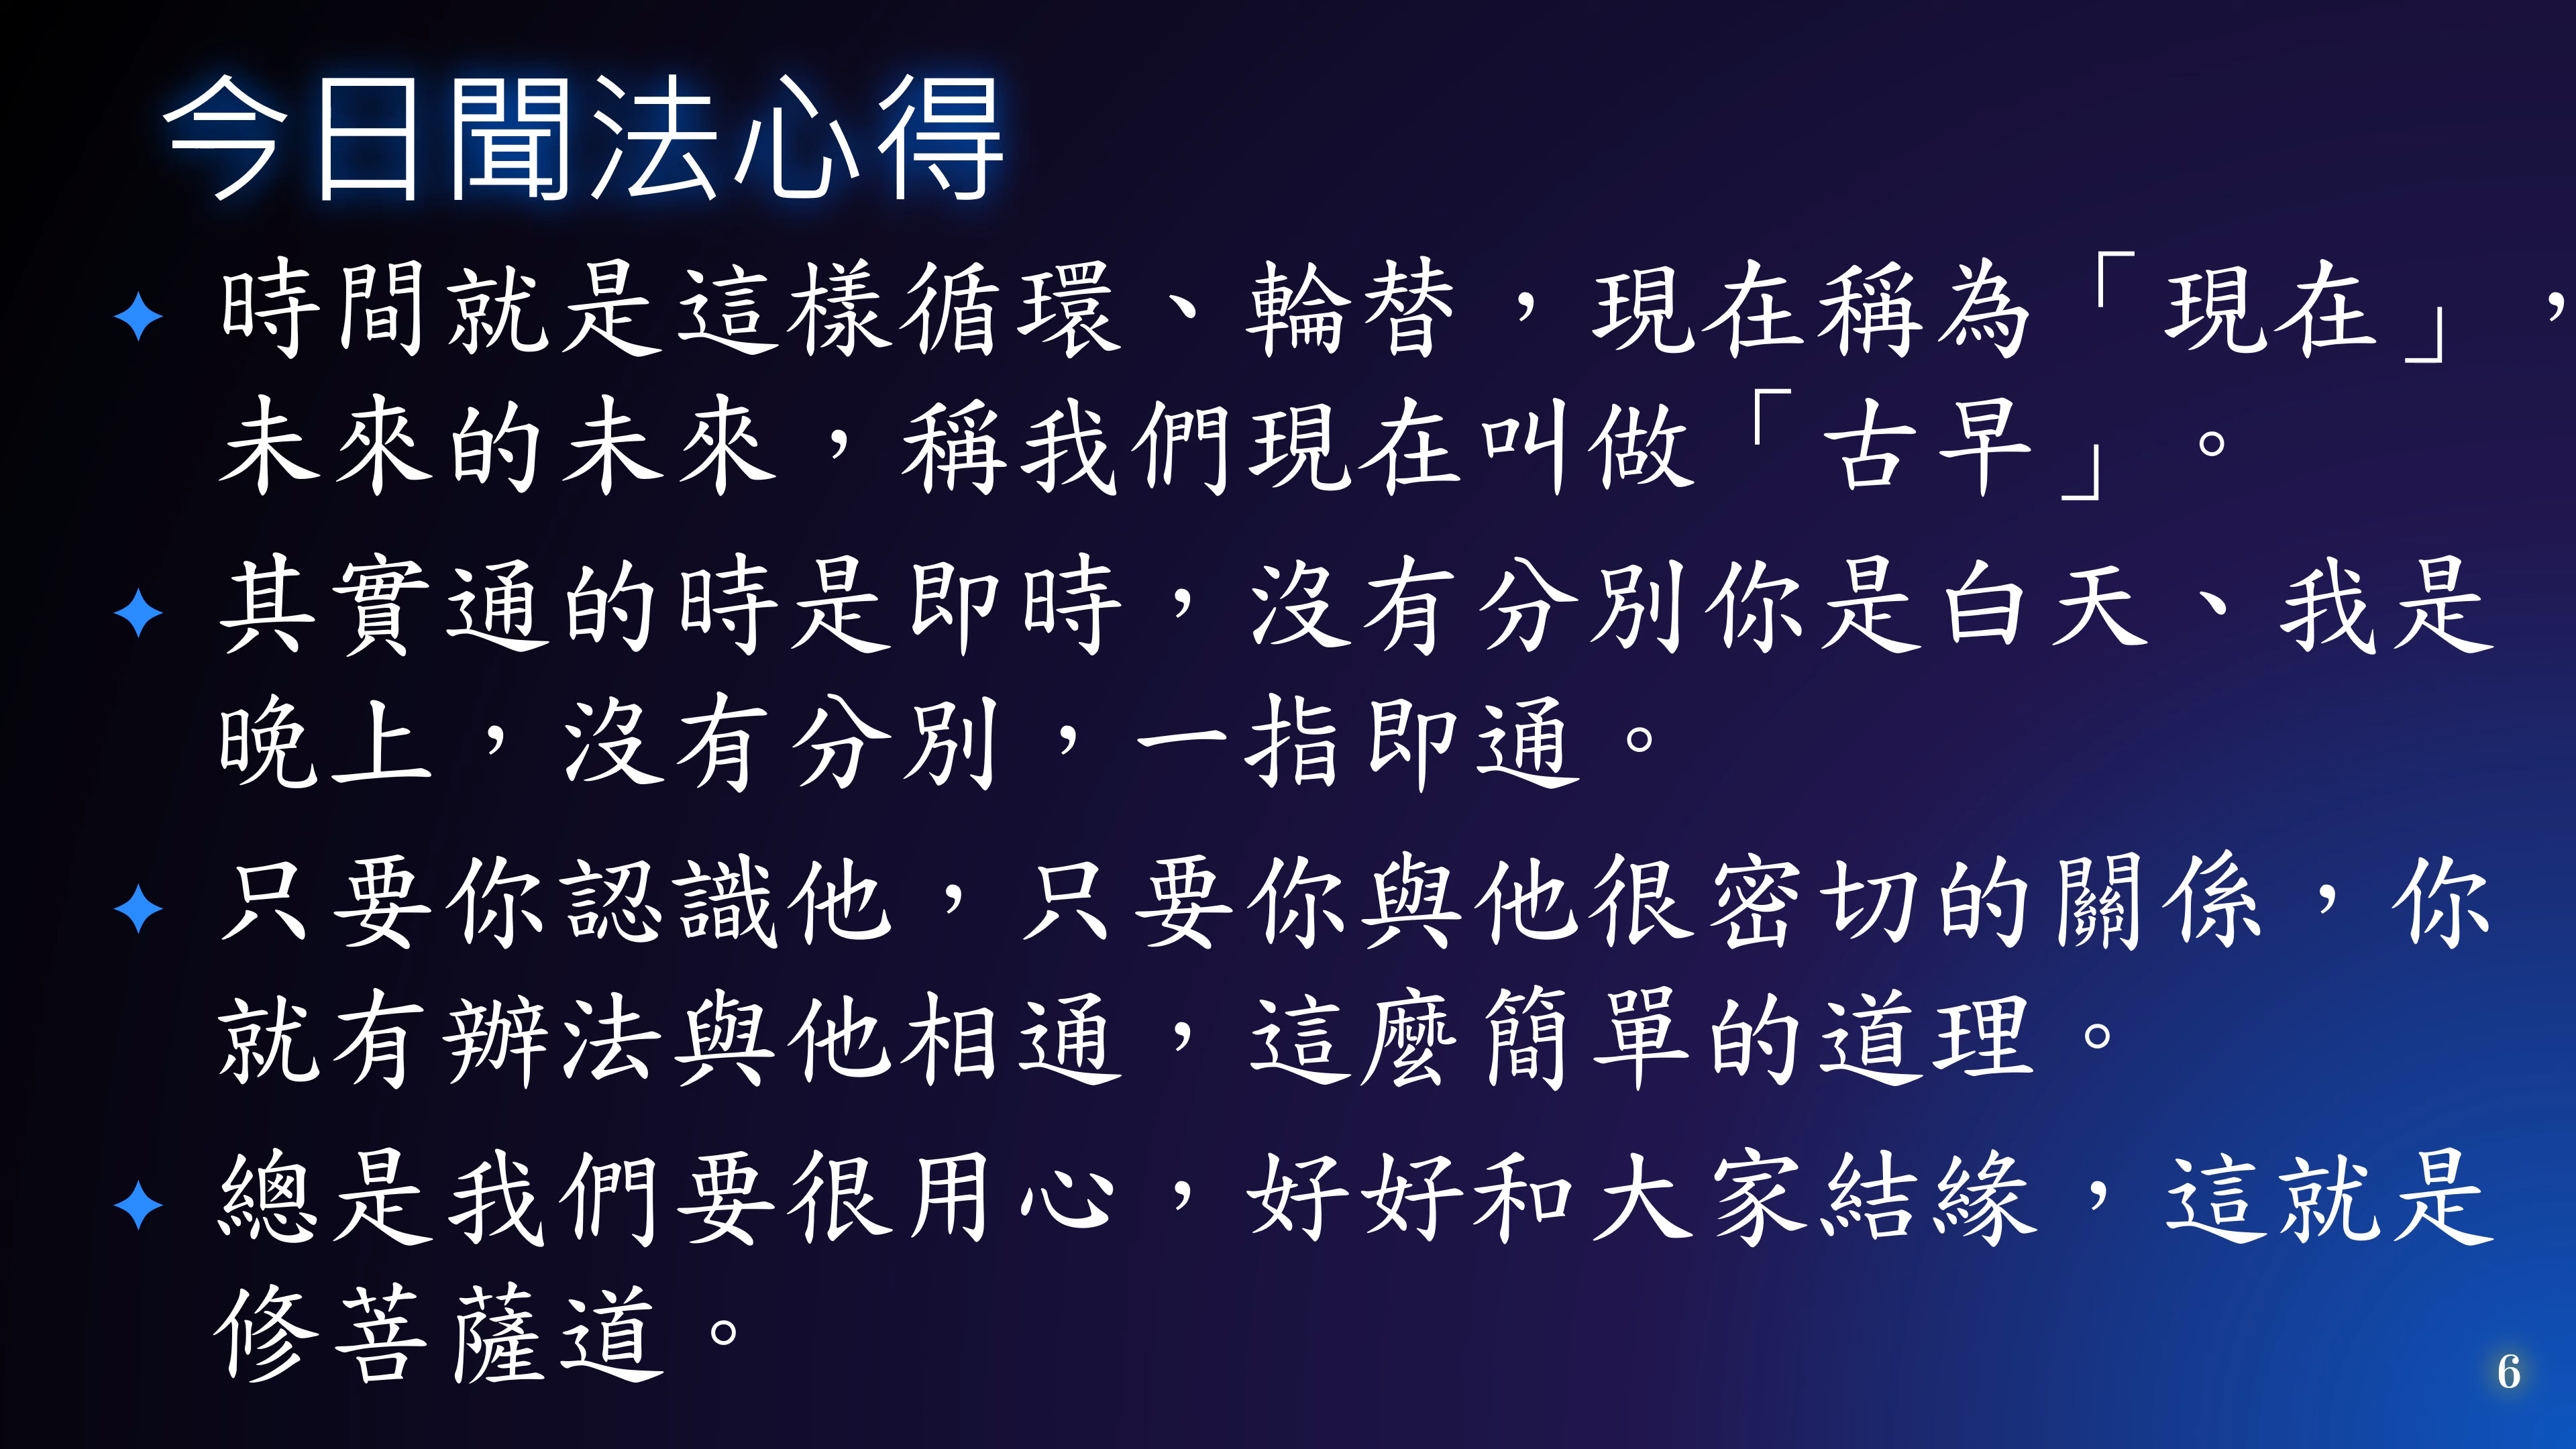 今日聞法心得
時間就是這樣循環、輪替，現在稱為「現在」，
未來的未來，稱我們現在叫做「古早」。
其實通的時是即時，沒有分別你是白天、我是
晚上，沒有分別，一指即通。
只要你認識他，只要你與他很密切的關係，你
就有辦法與他相通，這麼簡單的道理。
總是我們要很用心，好好和大家結緣，這就是
修菩薩道。
6